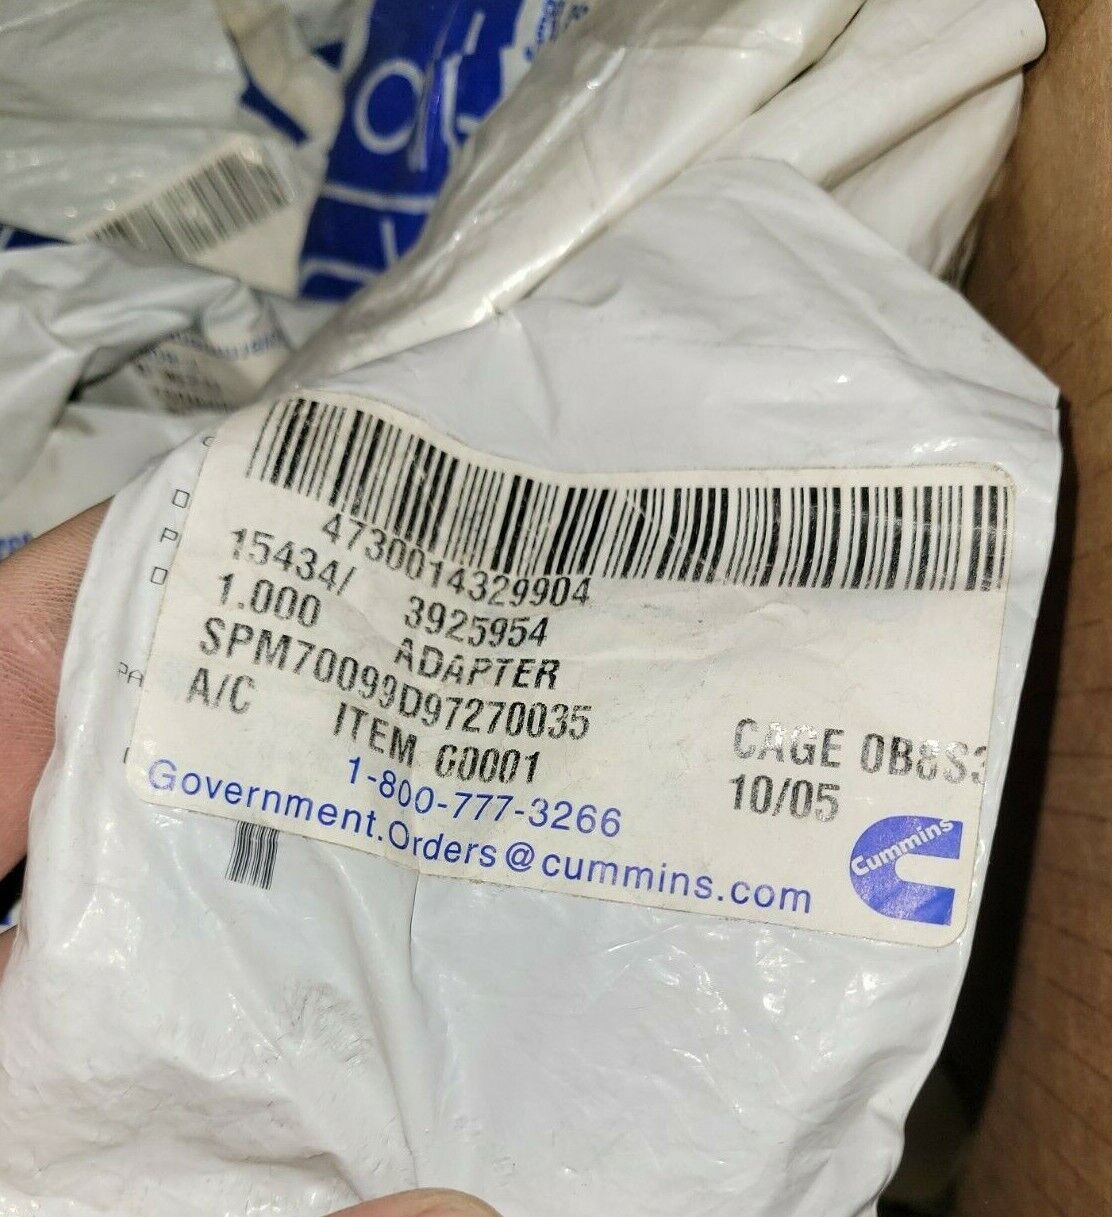 4730014329904
15434/ 3925954
1.000 ADAPTER
SPM70099D97270035
A/C ITEM G0001
CAGE 0B8S3
10/05
1-800-777-3266
Government.Orders@cummins.com
Cummins